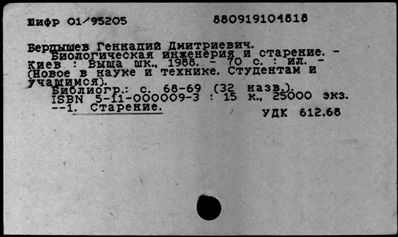 Шифр 01/95205 880919104818
Бердышев Геннадий Дмитриевич.
Биологическая инженерия и старение. -
Киев : Выща шк., 1988. - 70 с. : ил. -
(Новое в науке и технике. Студентам и
учащимся).
Библиогр.: с. 68-69 (32 назв.).
ISBN 5-11-000009-3 : 15 к., 25000 экз.
--1. Старение.
УДК 612.68